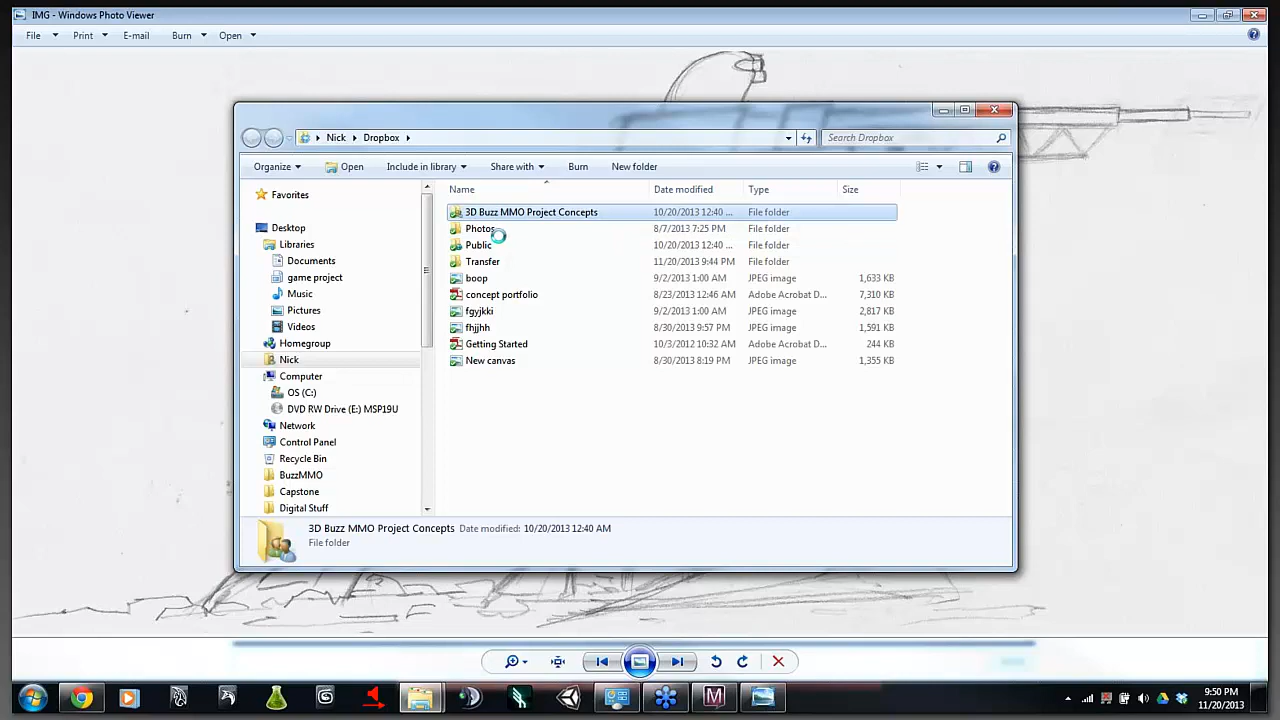 IMG - Windows Photo Viewer
File Print E-mail Burn Open
Nick Dropbox Search Dropbox
Organize Open Include in library Share with Burn New folder
Favorites
Desktop
Libraries
Documents
game project
Music
Pictures
Videos
Homegroup
Nick
Computer
OS (C:)
DVD RW Drive (E:) MSP19U
Network
Control Panel
Recycle Bin
BuzzMMO
Capstone
Digital Stuff
Name Date modified Type Size
3D Buzz MMO Project Concepts 10/20/2013 12:40 ... File folder
Photos 8/7/2013 7:25 PM File folder
Public 10/20/2013 12:40 ... File folder
Transfer 11/20/2013 9:44 PM File folder
boop 9/2/2013 1:00 AM JPEG image 1,633 KB
concept portfolio 8/23/2013 12:46 AM Adobe Acrobat D... 7,310 KB
fgyjkki 9/2/2013 1:00 AM JPEG image 2,817 KB
fhjjhh 8/30/2013 9:57 PM JPEG image 1,591 KB
Getting Started 10/3/2012 10:32 AM Adobe Acrobat D... 244 KB
New canvas 8/30/2013 8:19 PM JPEG image 1,355 KB
3D Buzz MMO Project Concepts Date modified: 10/20/2013 12:40 AM
File folder
9:50 PM
11/20/2013